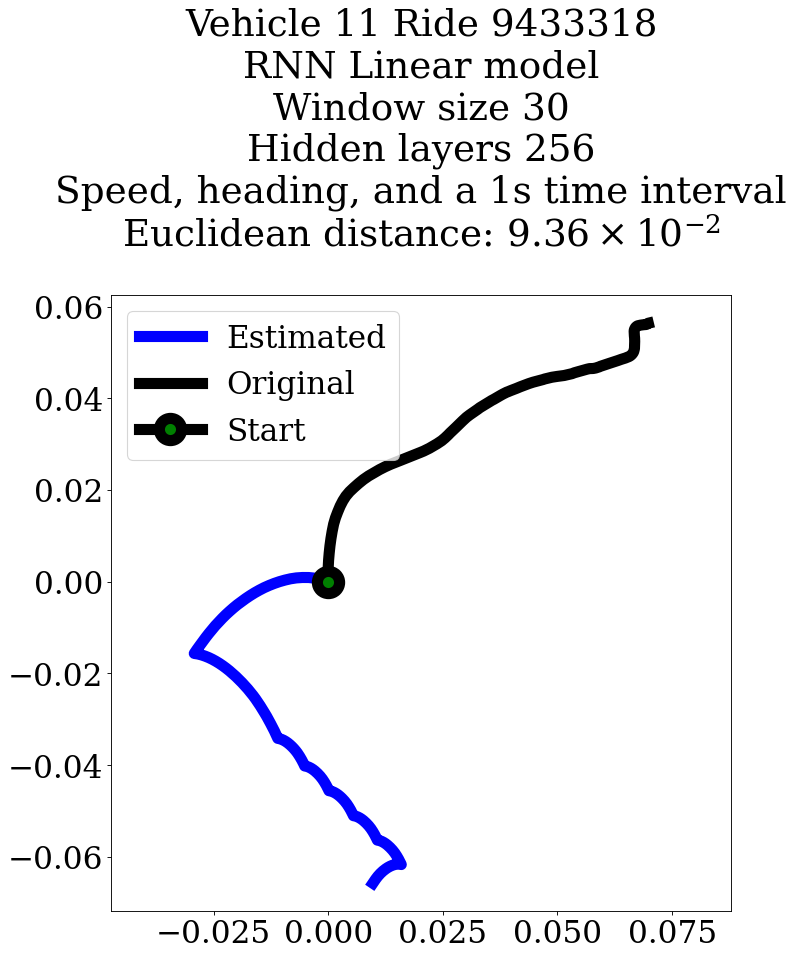 Vehicle 11 Ride 9433318
RNN Linear model
Window size 30
Hidden layers 256
Speed, heading, and a 1s time interval
Euclidean distance: 9.36 × 10⁻²
Estimated
Original
Start
0.06
0.04
0.02
0.00
−0.02
−0.04
−0.06
−0.025 0.000 0.025 0.050 0.075